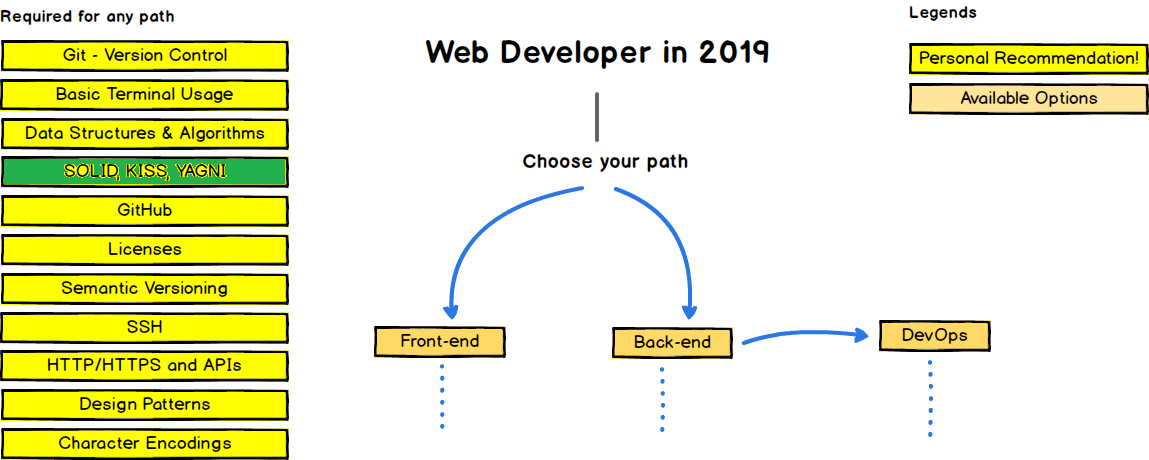 Required for any path
Git - Version Control
Basic Terminal Usage
Data Structures & Algorithms
SOLID, KISS, YAGNI
GitHub
Licenses
Semantic Versioning
SSH
HTTP/HTTPS and APIs
Design Patterns
Character Encodings
Web Developer in 2019
Choose your path
Front-end
Back-end
DevOps
Legends
Personal Recommendation!
Available Options